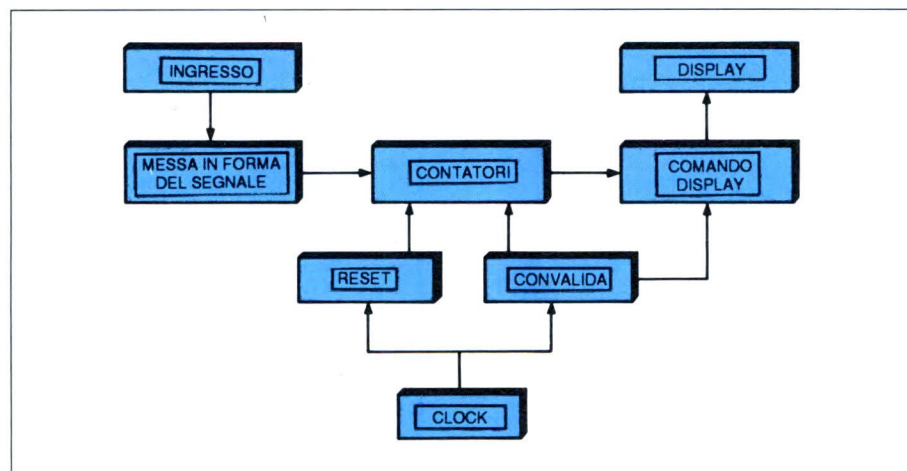 INGRESSO
DISPLAY
MESSA IN FORMA
DEL SEGNALE
CONTATORI
COMANDO
DISPLAY
RESET
CONVALIDA
CLOCK